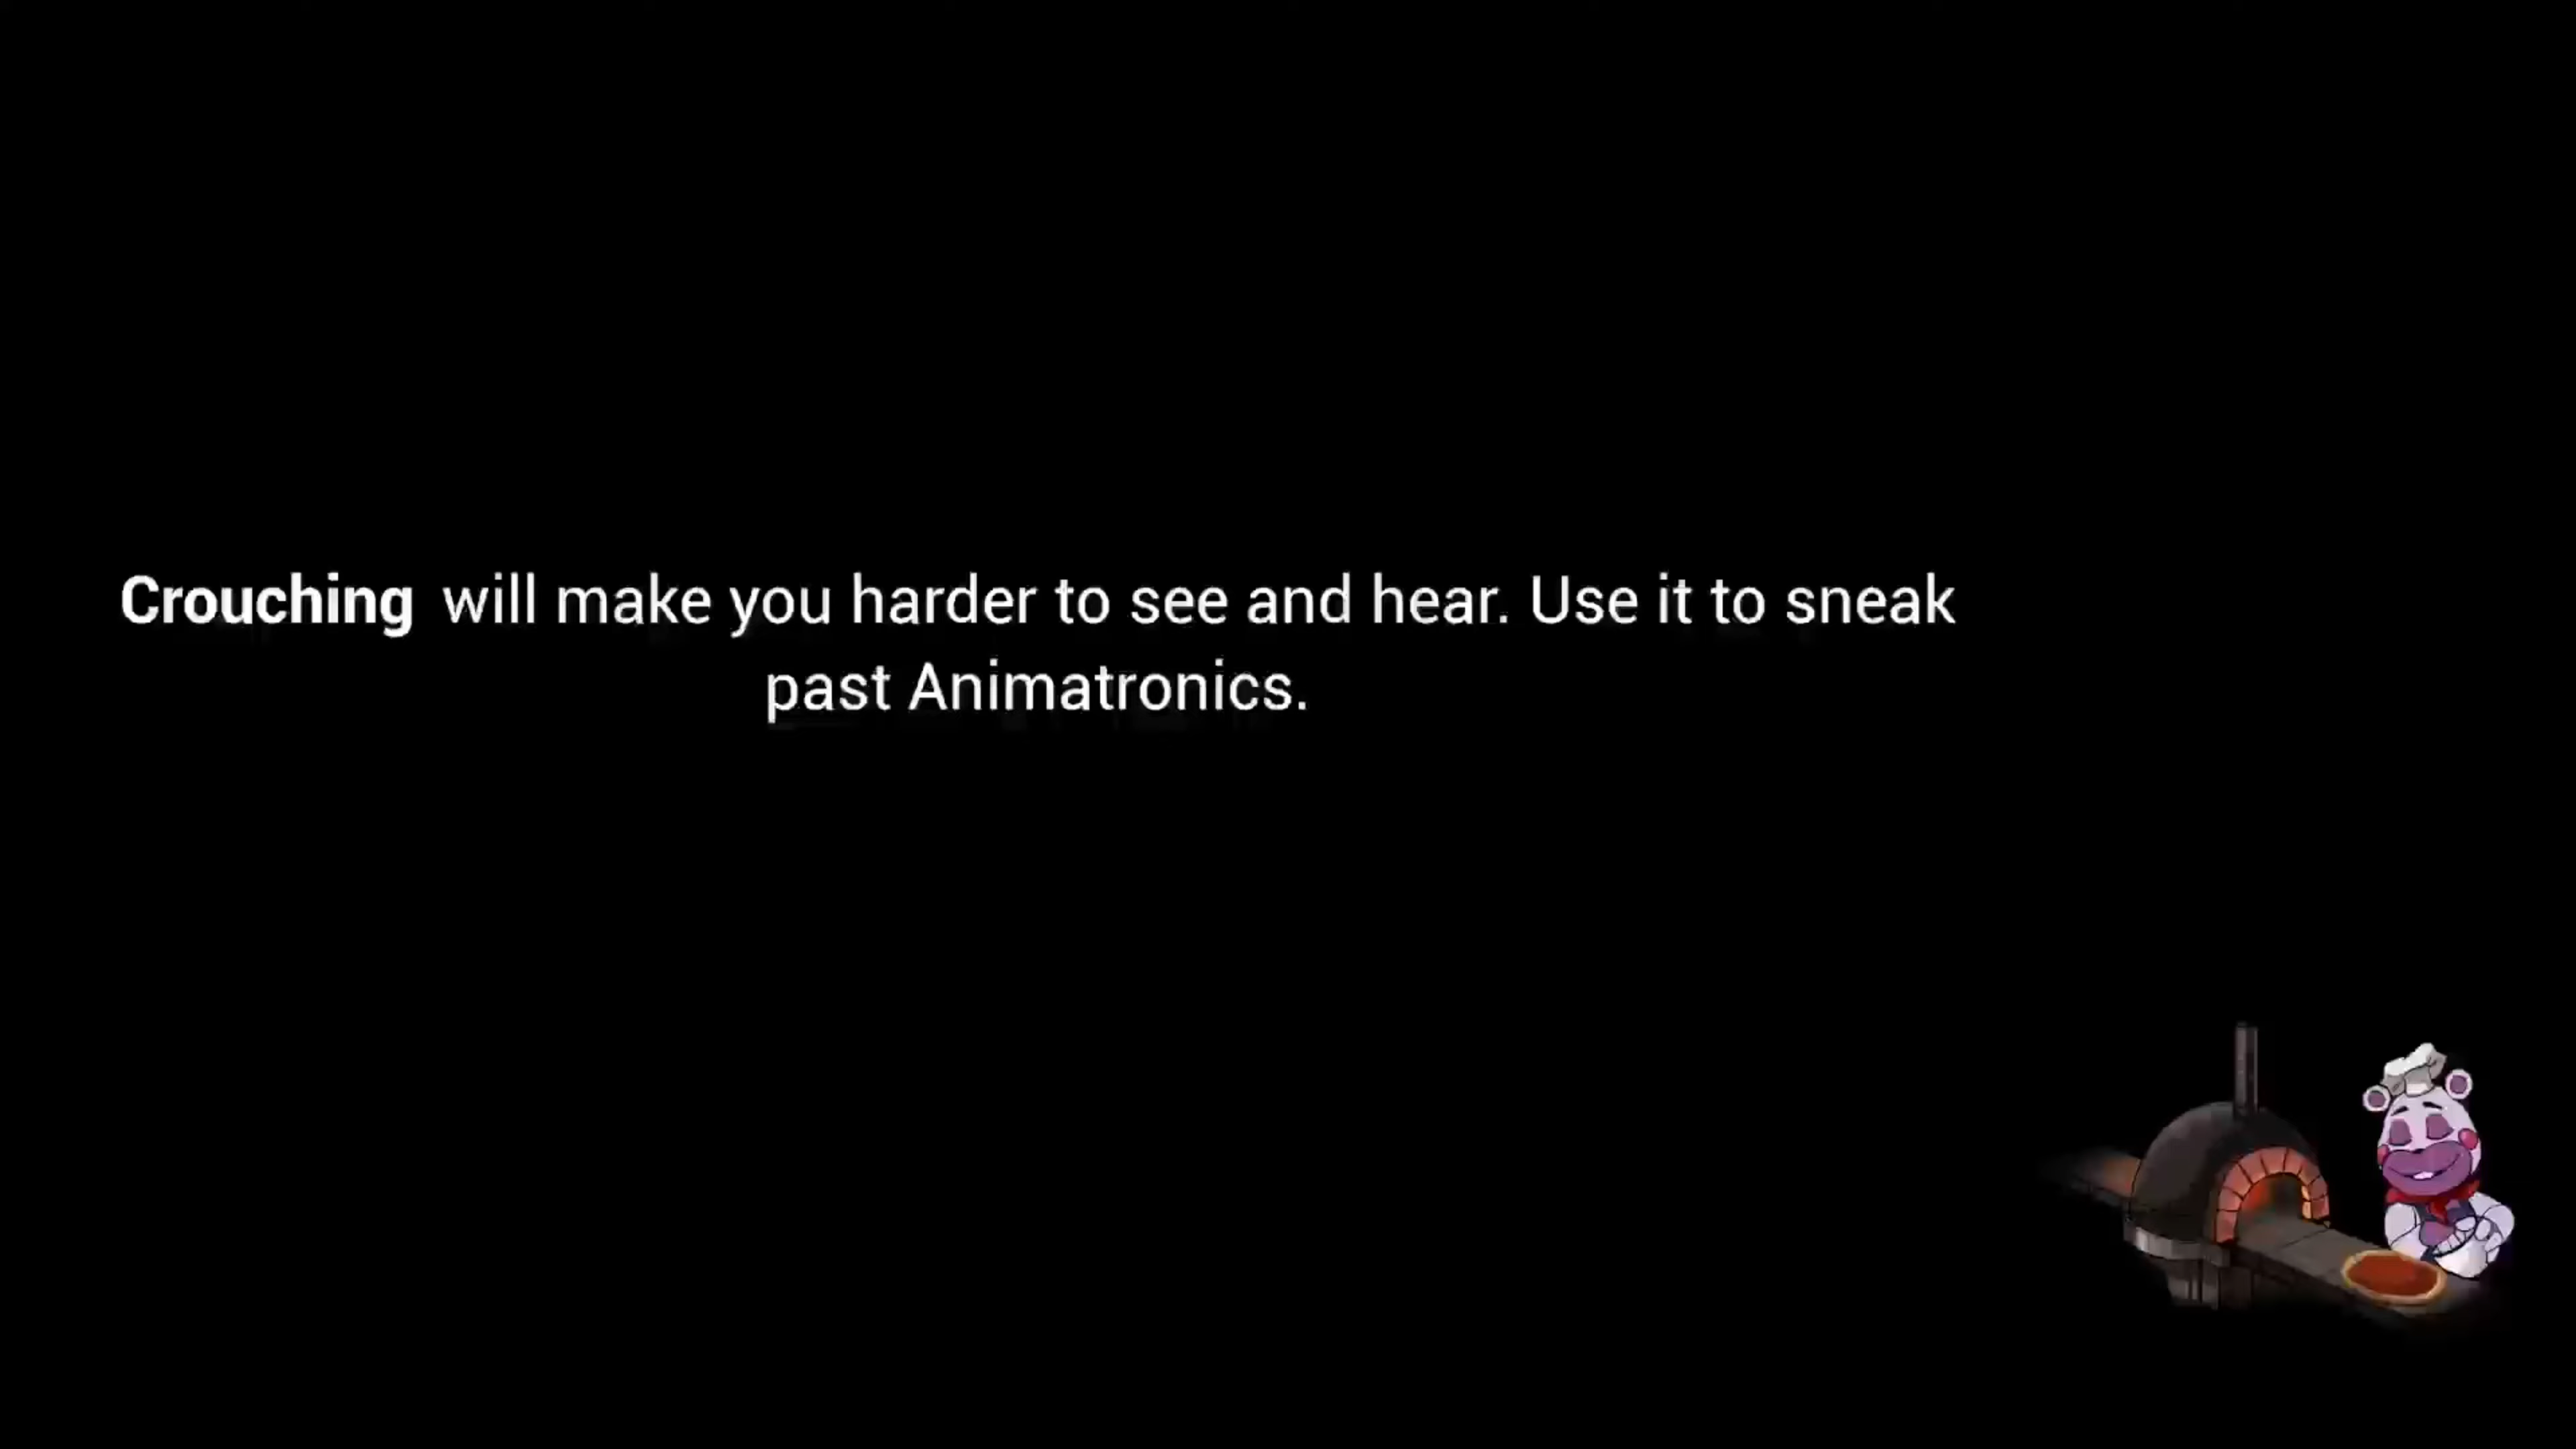 Crouching will make you harder to see and hear. Use it to sneak
past Animatronics.